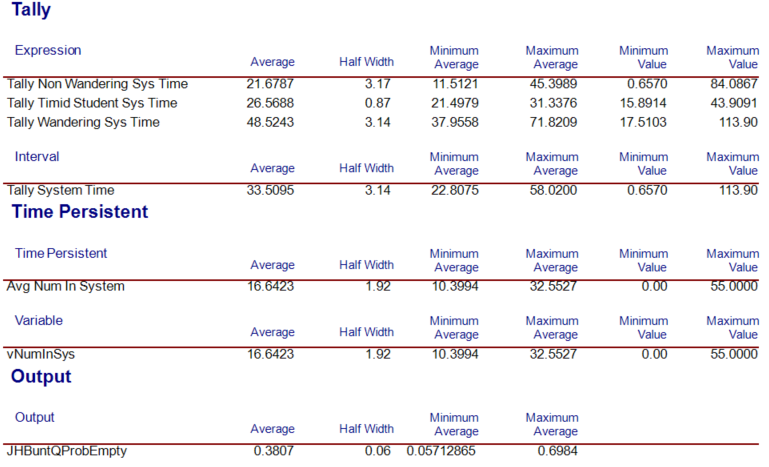 Tally
Expression Average Half Width Minimum Average Maximum Average Minimum Value Maximum Value
Tally Non Wandering Sys Time 21.6787 3.17 11.5121 45.3989 0.6570 84.0867
Tally Timid Student Sys Time 26.5688 0.87 21.4979 31.3376 15.8914 43.9091
Tally Wandering Sys Time 48.5243 3.14 37.9558 71.8209 17.5103 113.90
Interval Average Half Width Minimum Average Maximum Average Minimum Value Maximum Value
Tally System Time 33.5095 3.14 22.8075 58.0200 0.6570 113.90
Time Persistent
Time Persistent Average Half Width Minimum Average Maximum Average Minimum Value Maximum Value
Avg Num In System 16.6423 1.92 10.3994 32.5527 0.00 55.0000
Variable Average Half Width Minimum Average Maximum Average Minimum Value Maximum Value
vNumInSys 16.6423 1.92 10.3994 32.5527 0.00 55.0000
Output
Output Average Half Width Minimum Average Maximum Average
JHBuntQProbEmpty 0.3807 0.06 0.05712865 0.6984